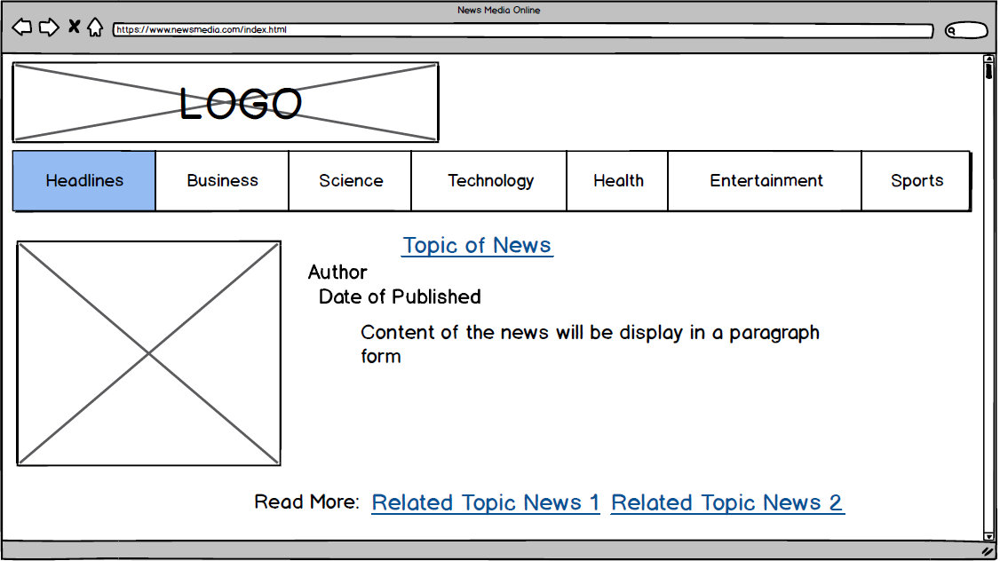 News Media Online
https://www.newsmedia.com/index.html
LOGO
Headlines Business Science Technology Health Entertainment Sports
Topic of News
Author
Date of Published
Content of the news will be display in a paragraph
form
Read More: Related Topic News 1 Related Topic News 2